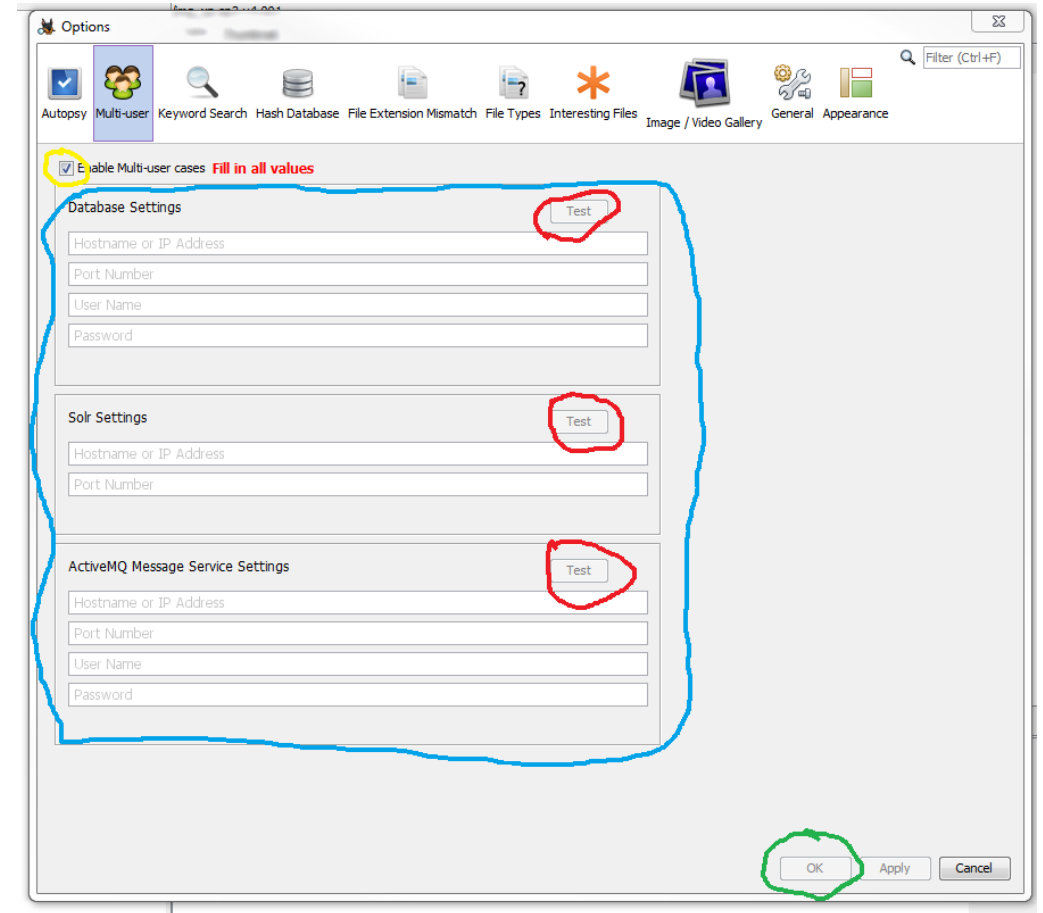 Options
Filter (Ctrl+F)
Autopsy Multi-user Keyword Search Hash Database File Extension Mismatch File Types Interesting Files Image / Video Gallery General Appearance
Enable Multi-user cases Fill in all values
Database Settings Test
Hostname or IP Address
Port Number
User Name
Password
Solr Settings Test
Hostname or IP Address
Port Number
ActiveMQ Message Service Settings Test
Hostname or IP Address
Port Number
User Name
Password
OK Apply Cancel